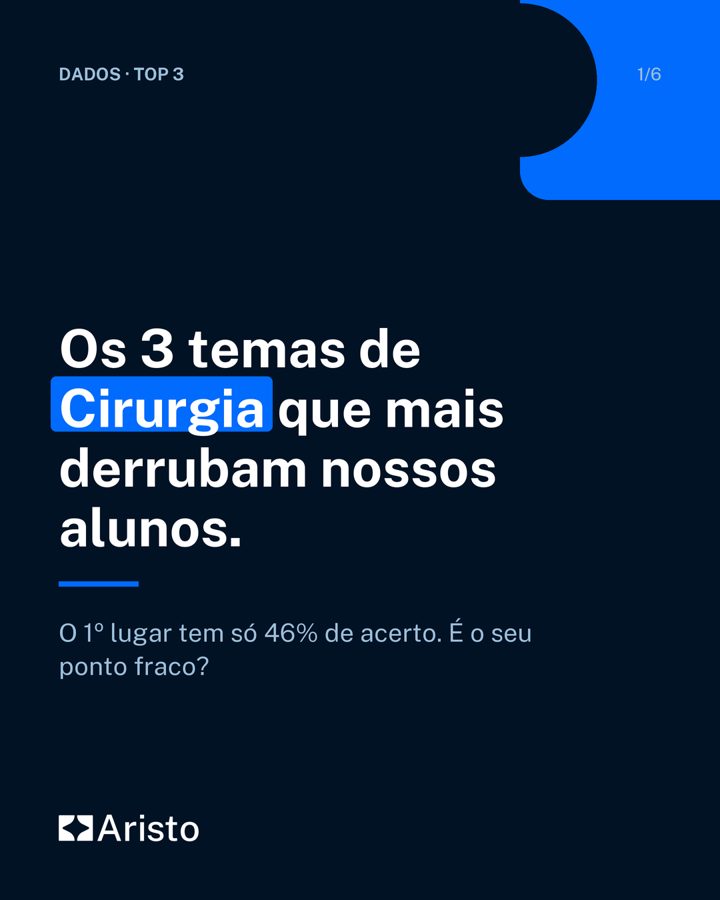 DADOS · TOP 3
1/6
Os 3 temas de
Cirurgia que mais
derrubam nossos
alunos.
O 1º lugar tem só 46% de acerto. É o seu
ponto fraco?
Aristo